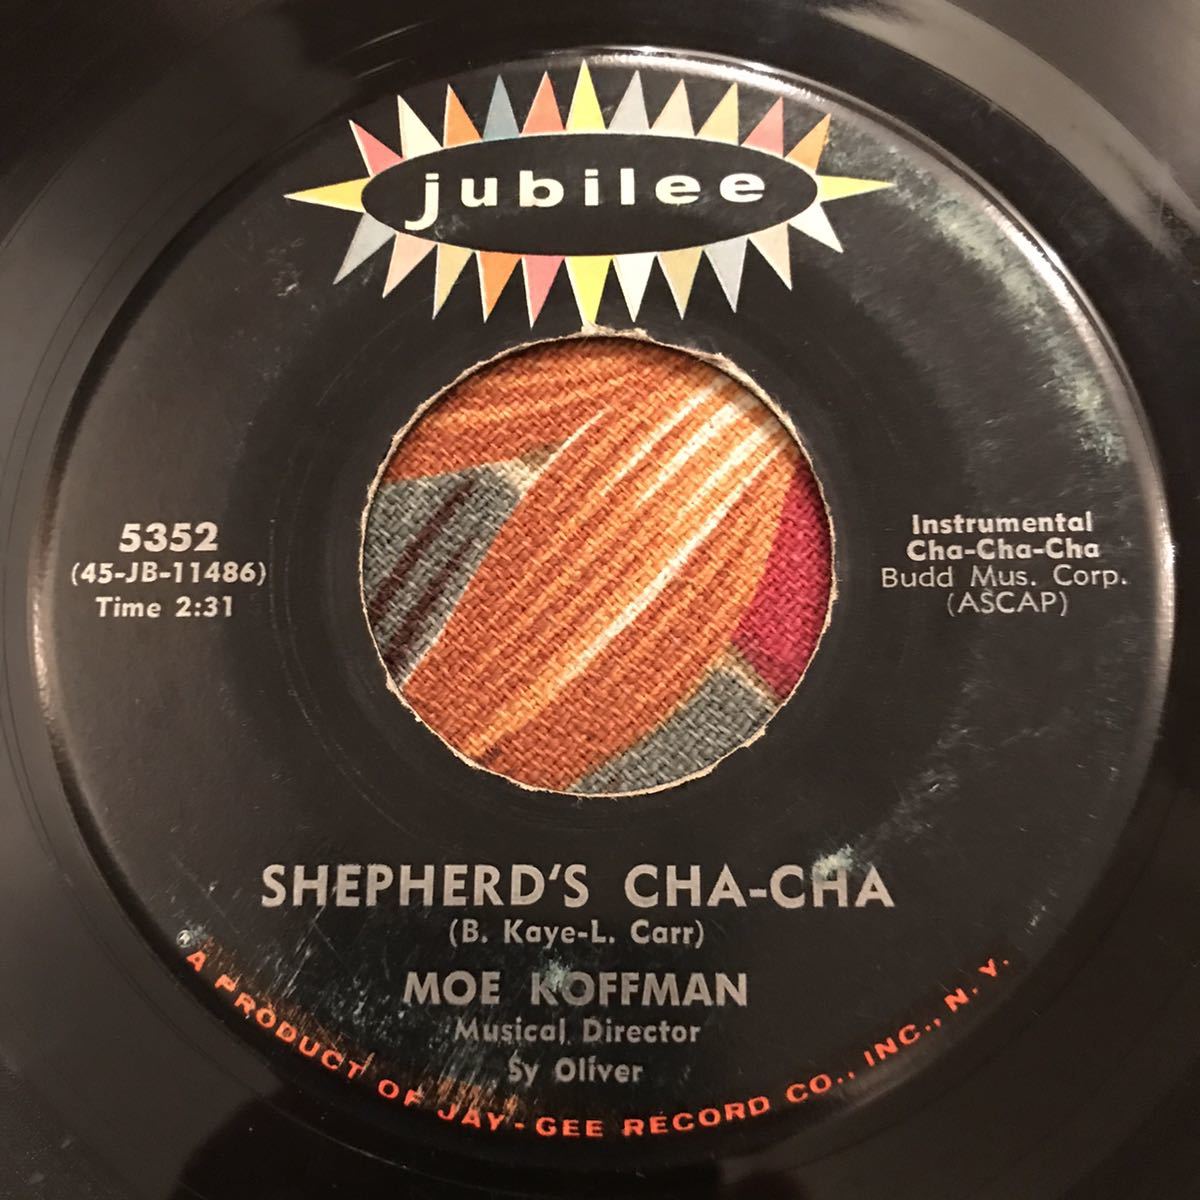 jubilee
5352
(45-JB-11486)
Time 2:31
Instrumental
Cha-Cha-Cha
Budd Mus. Corp.
(ASCAP)
SHEPHERD'S CHA-CHA
(B. Kaye-L. Carr)
MOE KOFFMAN
Musical Director
Sy Oliver
® A PRODUCT OF JAY-GEE RECORD CO., INC., N. Y.